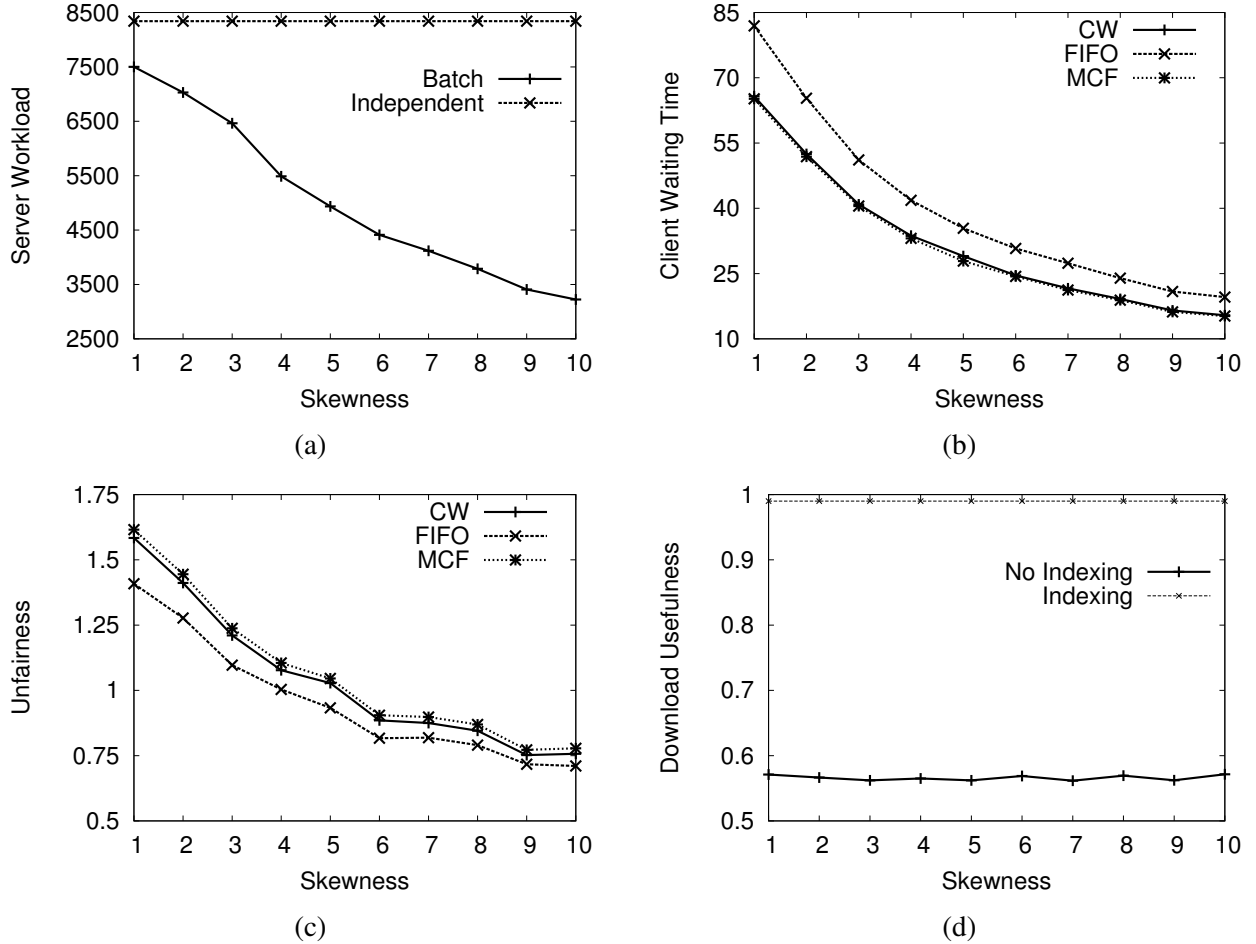 8500
7500
6500
5500
4500
3500
2500
Server Workload
Batch
Independent
1 2 3 4 5 6 7 8 9 10
Skewness
(a)
85
70
55
40
25
10
Client Waiting Time
CW
FIFO
MCF
1 2 3 4 5 6 7 8 9 10
Skewness
(b)
1.75
1.5
1.25
1
0.75
0.5
Unfairness
CW
FIFO
MCF
1 2 3 4 5 6 7 8 9 10
Skewness
(c)
1
0.9
0.8
0.7
0.6
0.5
Download Usefulness
No Indexing
Indexing
1 2 3 4 5 6 7 8 9 10
Skewness
(d)